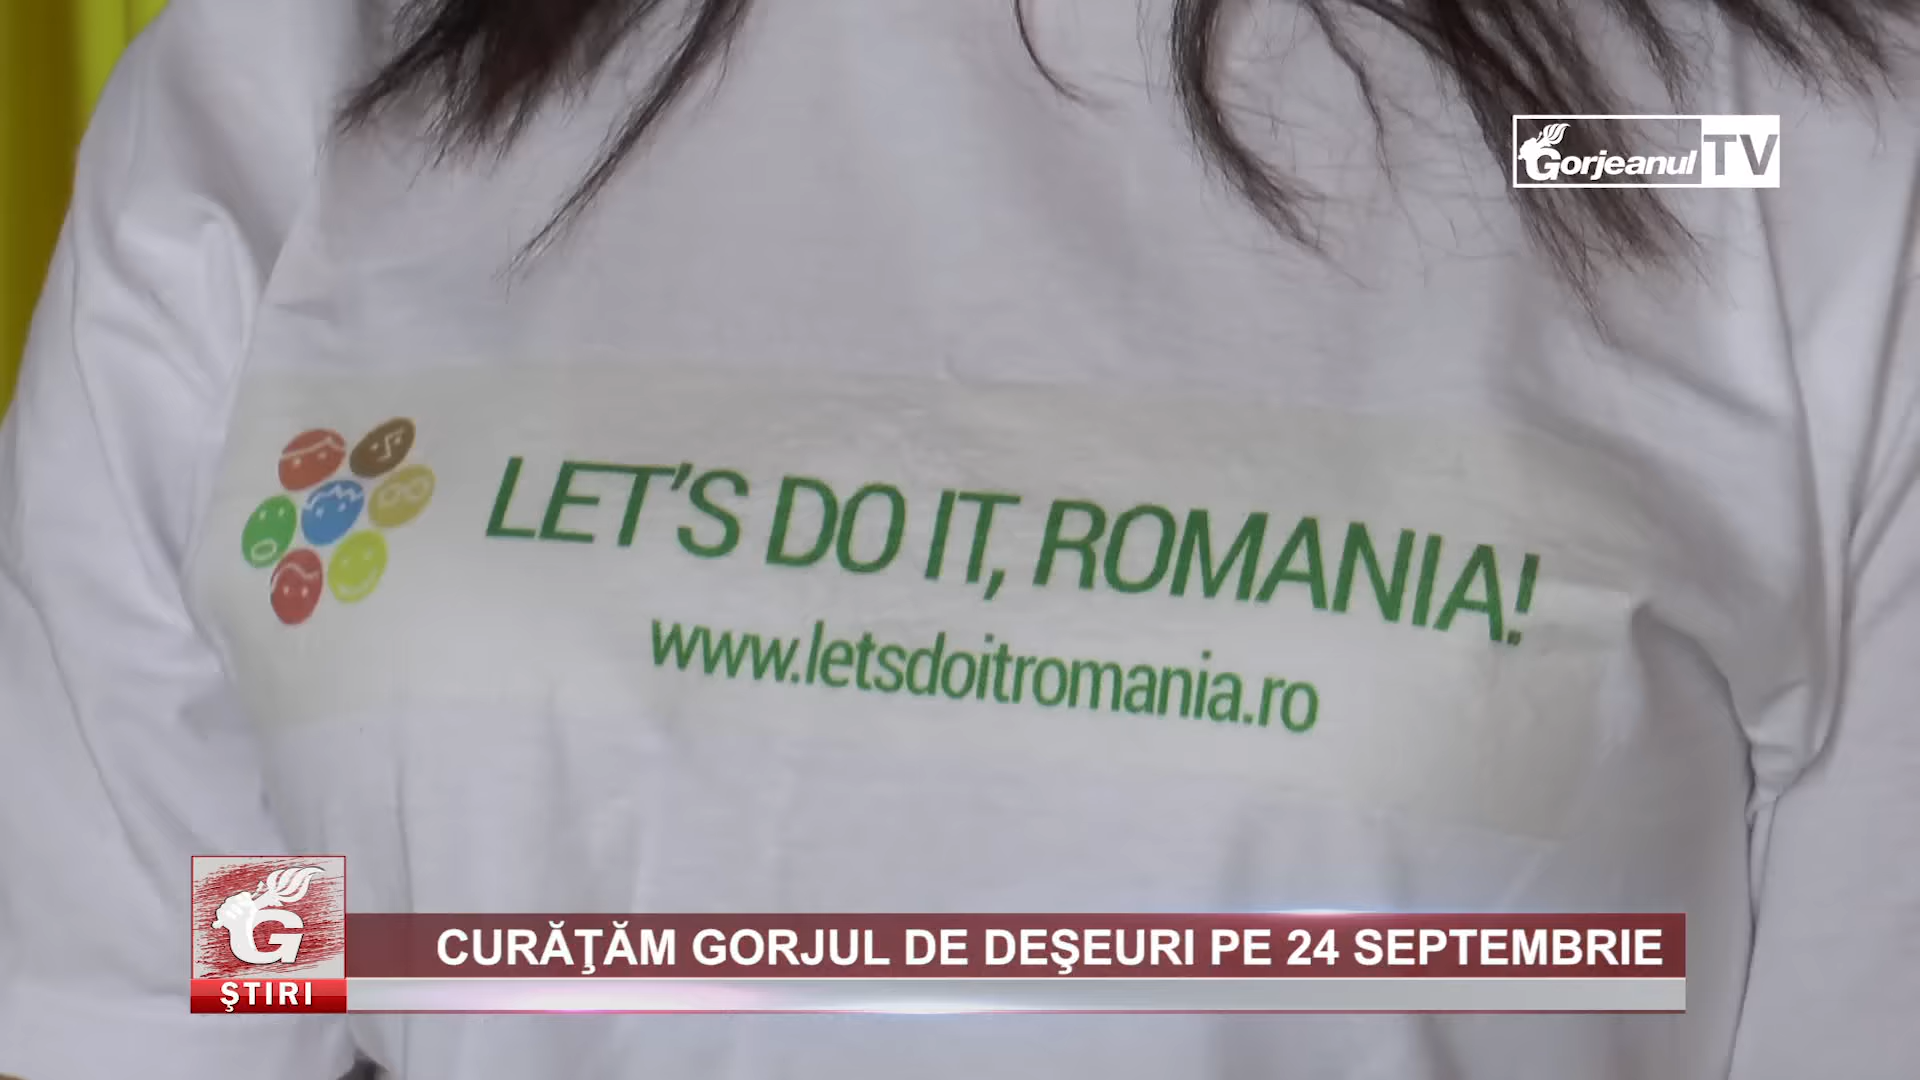 Gorjeanul TV
LET'S DO IT, ROMANIA!
www.letsdoitromania.ro
G
CURĂŢĂM GORJUL DE DEŞEURI PE 24 SEPTEMBRIE
ŞTIRI